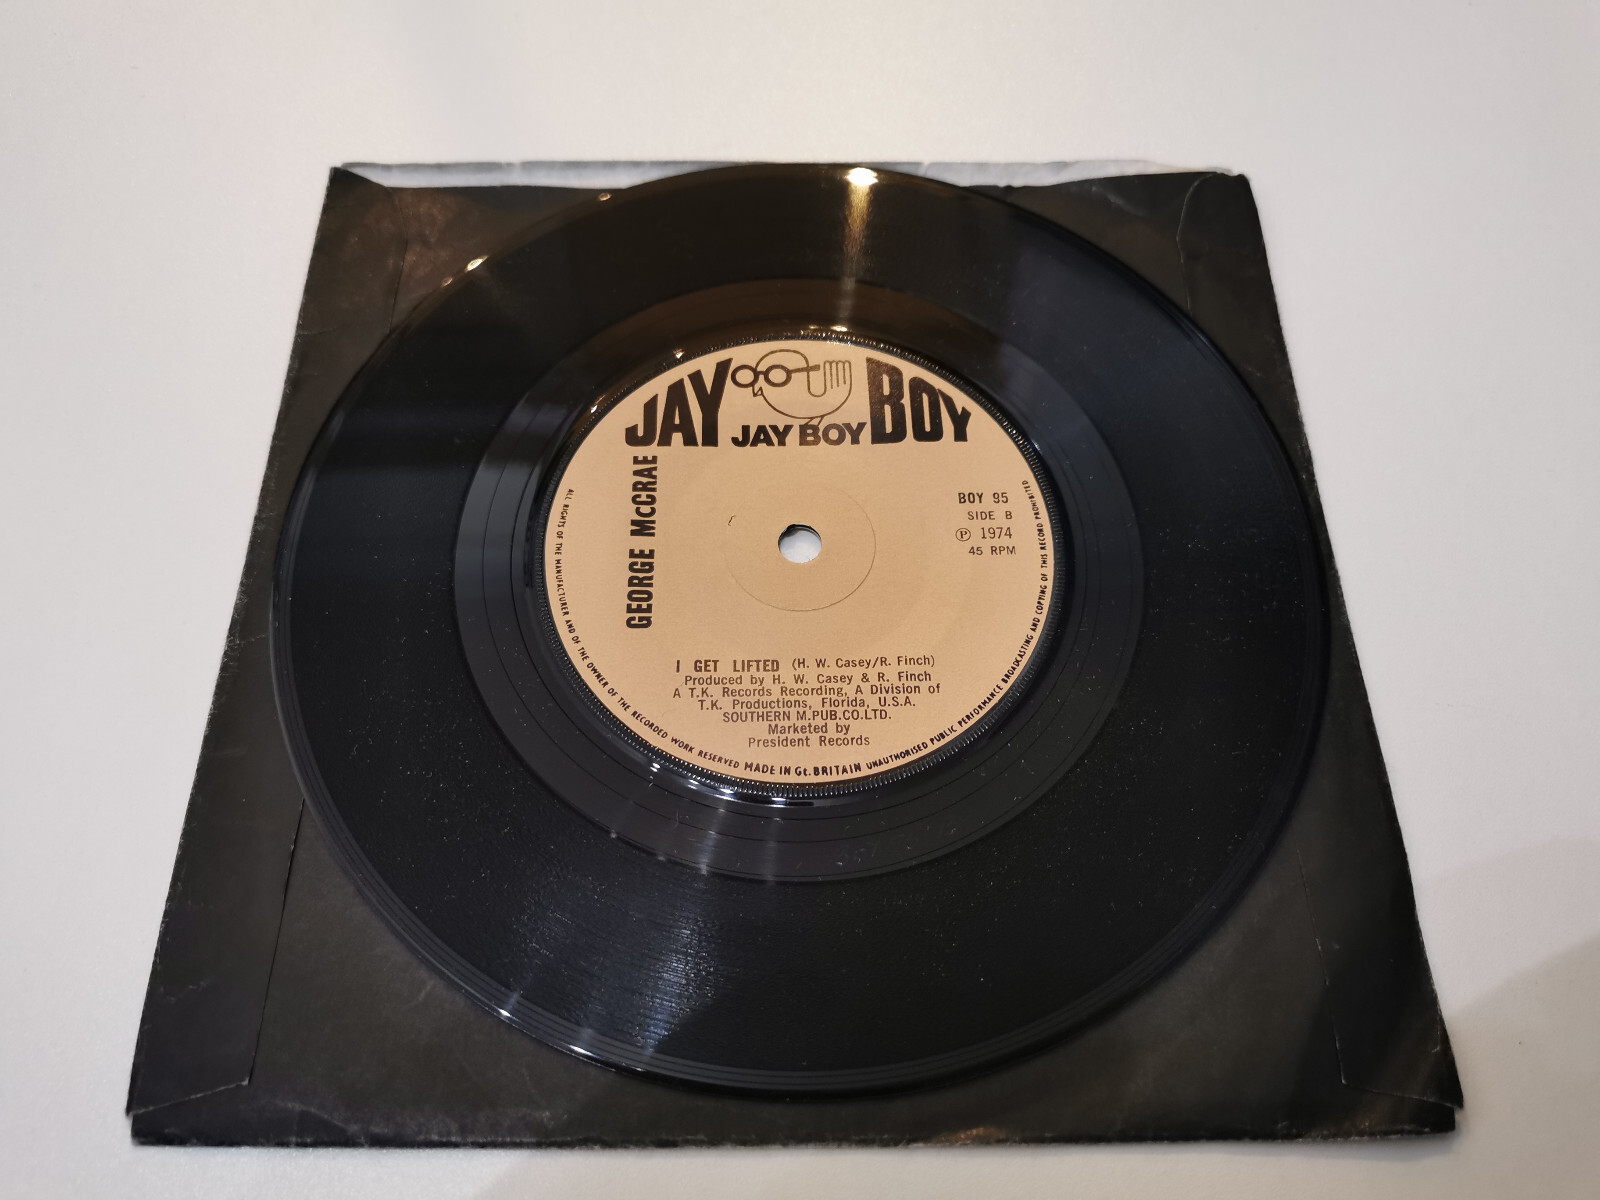 JAY BOY
JAY BOY
GEORGE McCRAE
BOY 95
SIDE B
Ⓟ 1974
45 RPM
I GET LIFTED (H. W. Casey/R. Finch)
Produced by H. W. Casey & R. Finch
A T.K. Records Recording, A Division of
T.K. Productions, Florida, U.S.A.
SOUTHERN M.PUB.CO.LTD.
Marketed by
President Records
ALL RIGHTS OF THE MANUFACTURER AND OF THE OWNER OF THE RECORDED WORK RESERVED MADE IN Gt. BRITAIN UNAUTHORISED PUBLIC PERFORMANCE BROADCASTING AND COPYING OF THIS RECORD PROHIBITED